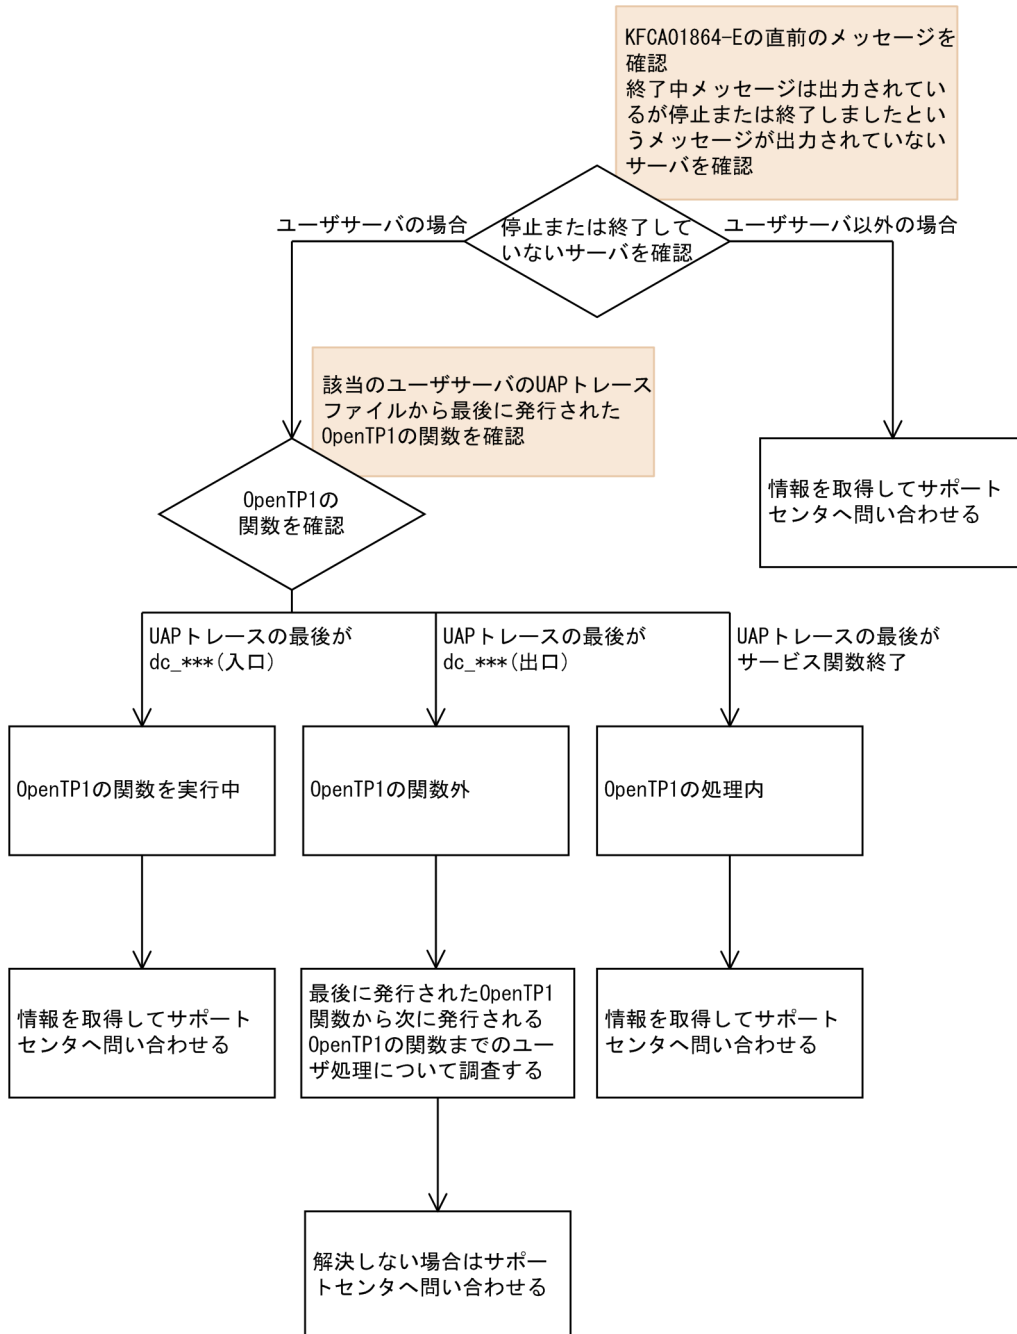 KFCA01864-Eの直前のメッセージを
確認
終了中メッセージは出力されてい
るが停止または終了しましたとい
うメッセージが出力されていない
サーバを確認
ユーザサーバの場合
停止または終了して
いないサーバを確認
ユーザサーバ以外の場合
該当のユーザサーバのUAPトレース
ファイルから最後に発行された
OpenTP1の関数を確認
OpenTP1の
関数を確認
情報を取得してサポート
センタへ問い合わせる
UAPトレースの最後が
dc_***(入口)
UAPトレースの最後が
dc_***(出口)
UAPトレースの最後が
サービス関数終了
OpenTP1の関数を実行中
OpenTP1の関数外
OpenTP1の処理内
情報を取得してサポート
センタへ問い合わせる
最後に発行されたOpenTP1
関数から次に発行される
OpenTP1の関数までのユー
ザ処理について調査する
情報を取得してサポート
センタへ問い合わせる
解決しない場合はサポー
トセンタへ問い合わせる